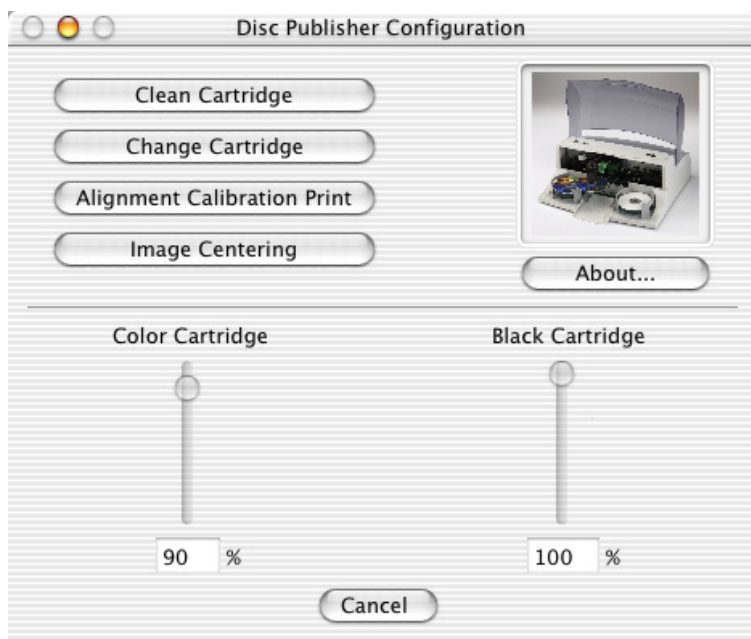 Disc Publisher Configuration
Clean Cartridge
Change Cartridge
Alignment Calibration Print
Image Centering
About...
Color Cartridge
Black Cartridge
90 %
100 %
Cancel